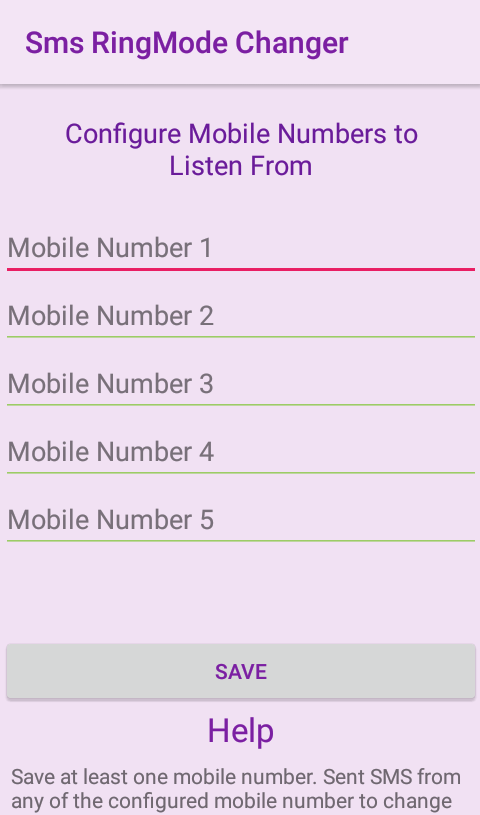 Sms RingMode Changer
Configure Mobile Numbers to
Listen From
Mobile Number 1
Mobile Number 2
Mobile Number 3
Mobile Number 4
Mobile Number 5
SAVE
Help
Save at least one mobile number. Sent SMS from
any of the configured mobile number to change